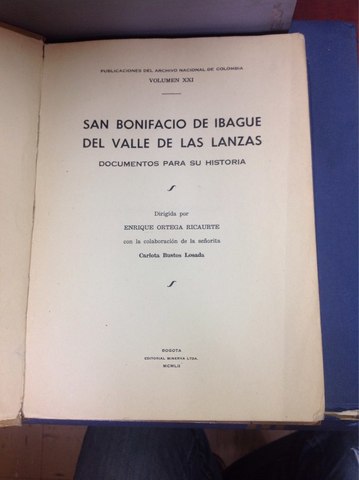 PUBLICACIONES DEL ARCHIVO NACIONAL DE COLOMBIA
VOLUMEN XXI
SAN BONIFACIO DE IBAGUE
DEL VALLE DE LAS LANZAS
DOCUMENTOS PARA SU HISTORIA
Dirigida por
ENRIQUE ORTEGA RICAURTE
con la colaboración de la señorita
Carlota Bustos Losada
BOGOTA
EDITORIAL MINERVA LTDA.
MCMLII